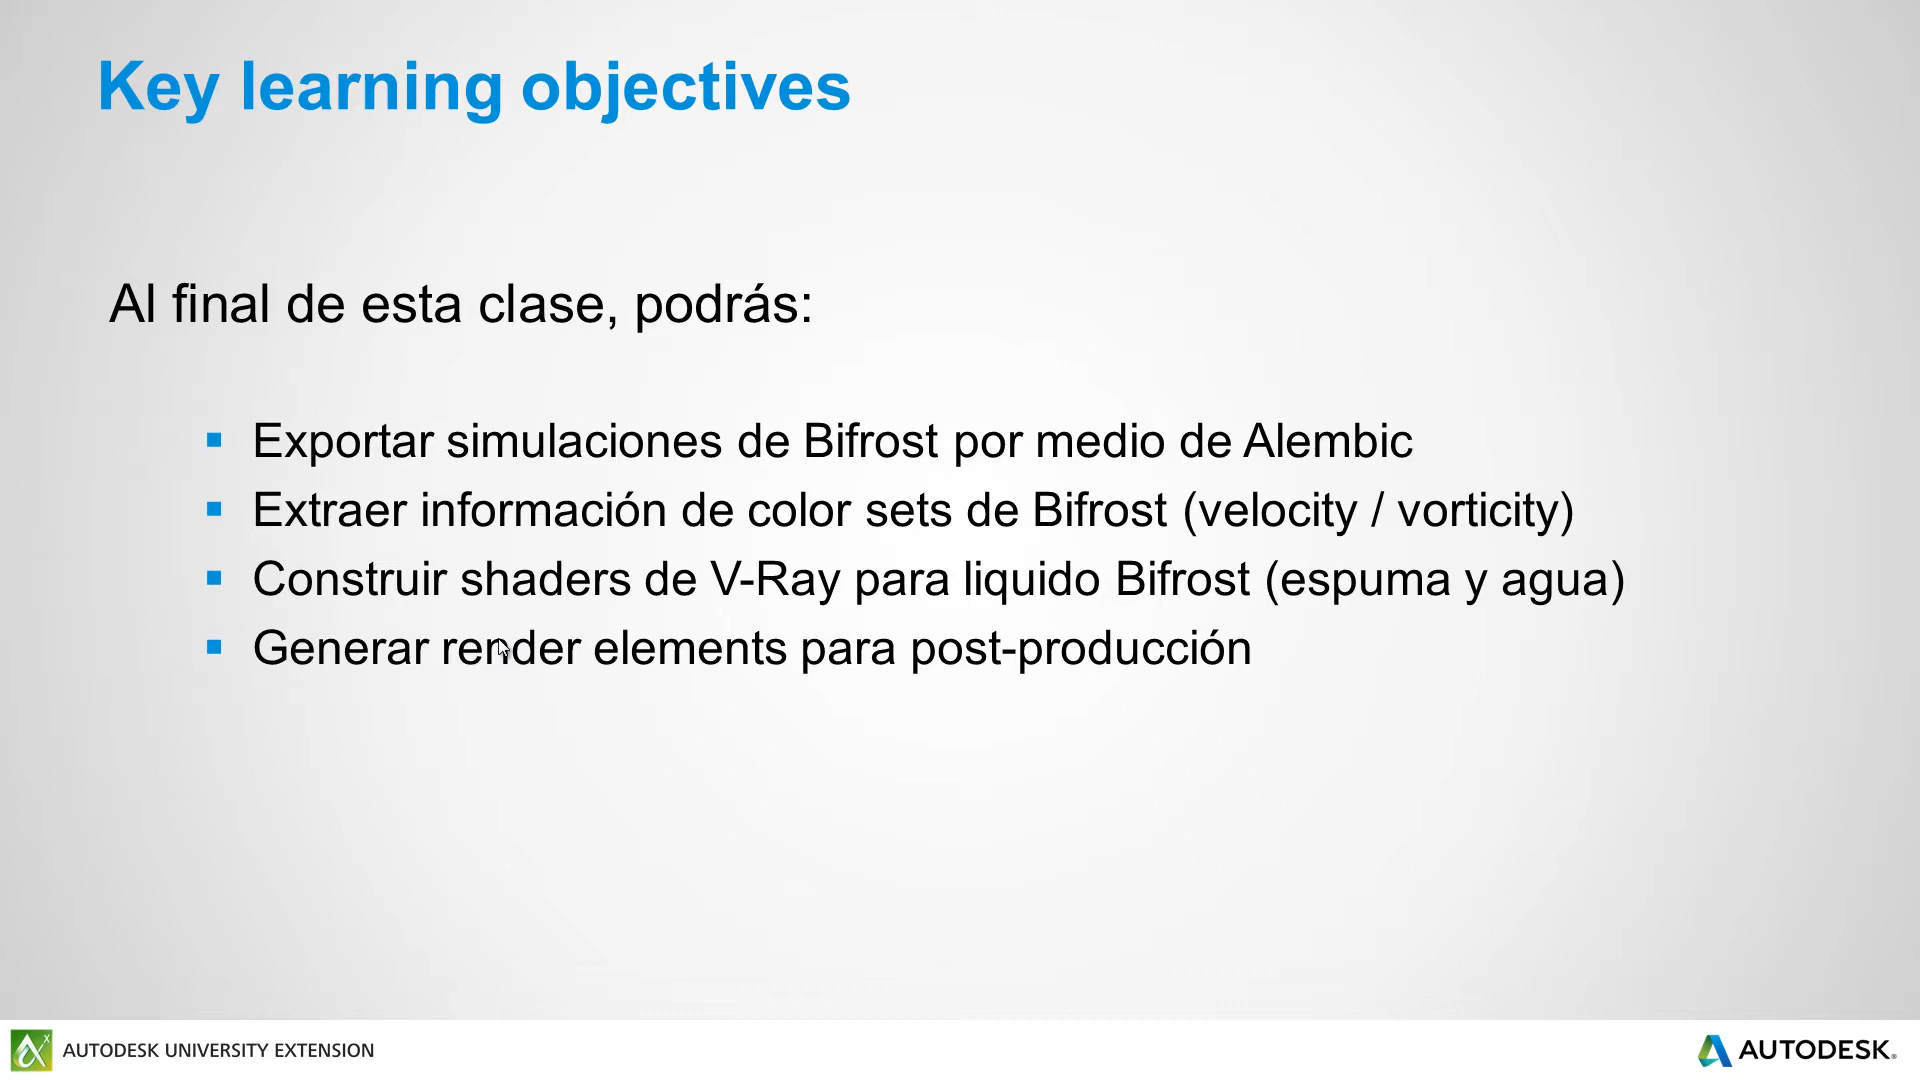 Key learning objectives
Al final de esta clase, podrás:
Exportar simulaciones de Bifrost por medio de Alembic
Extraer información de color sets de Bifrost (velocity / vorticity)
Construir shaders de V-Ray para liquido Bifrost (espuma y agua)
Generar render elements para post-producción
AUTODESK UNIVERSITY EXTENSION
AUTODESK®